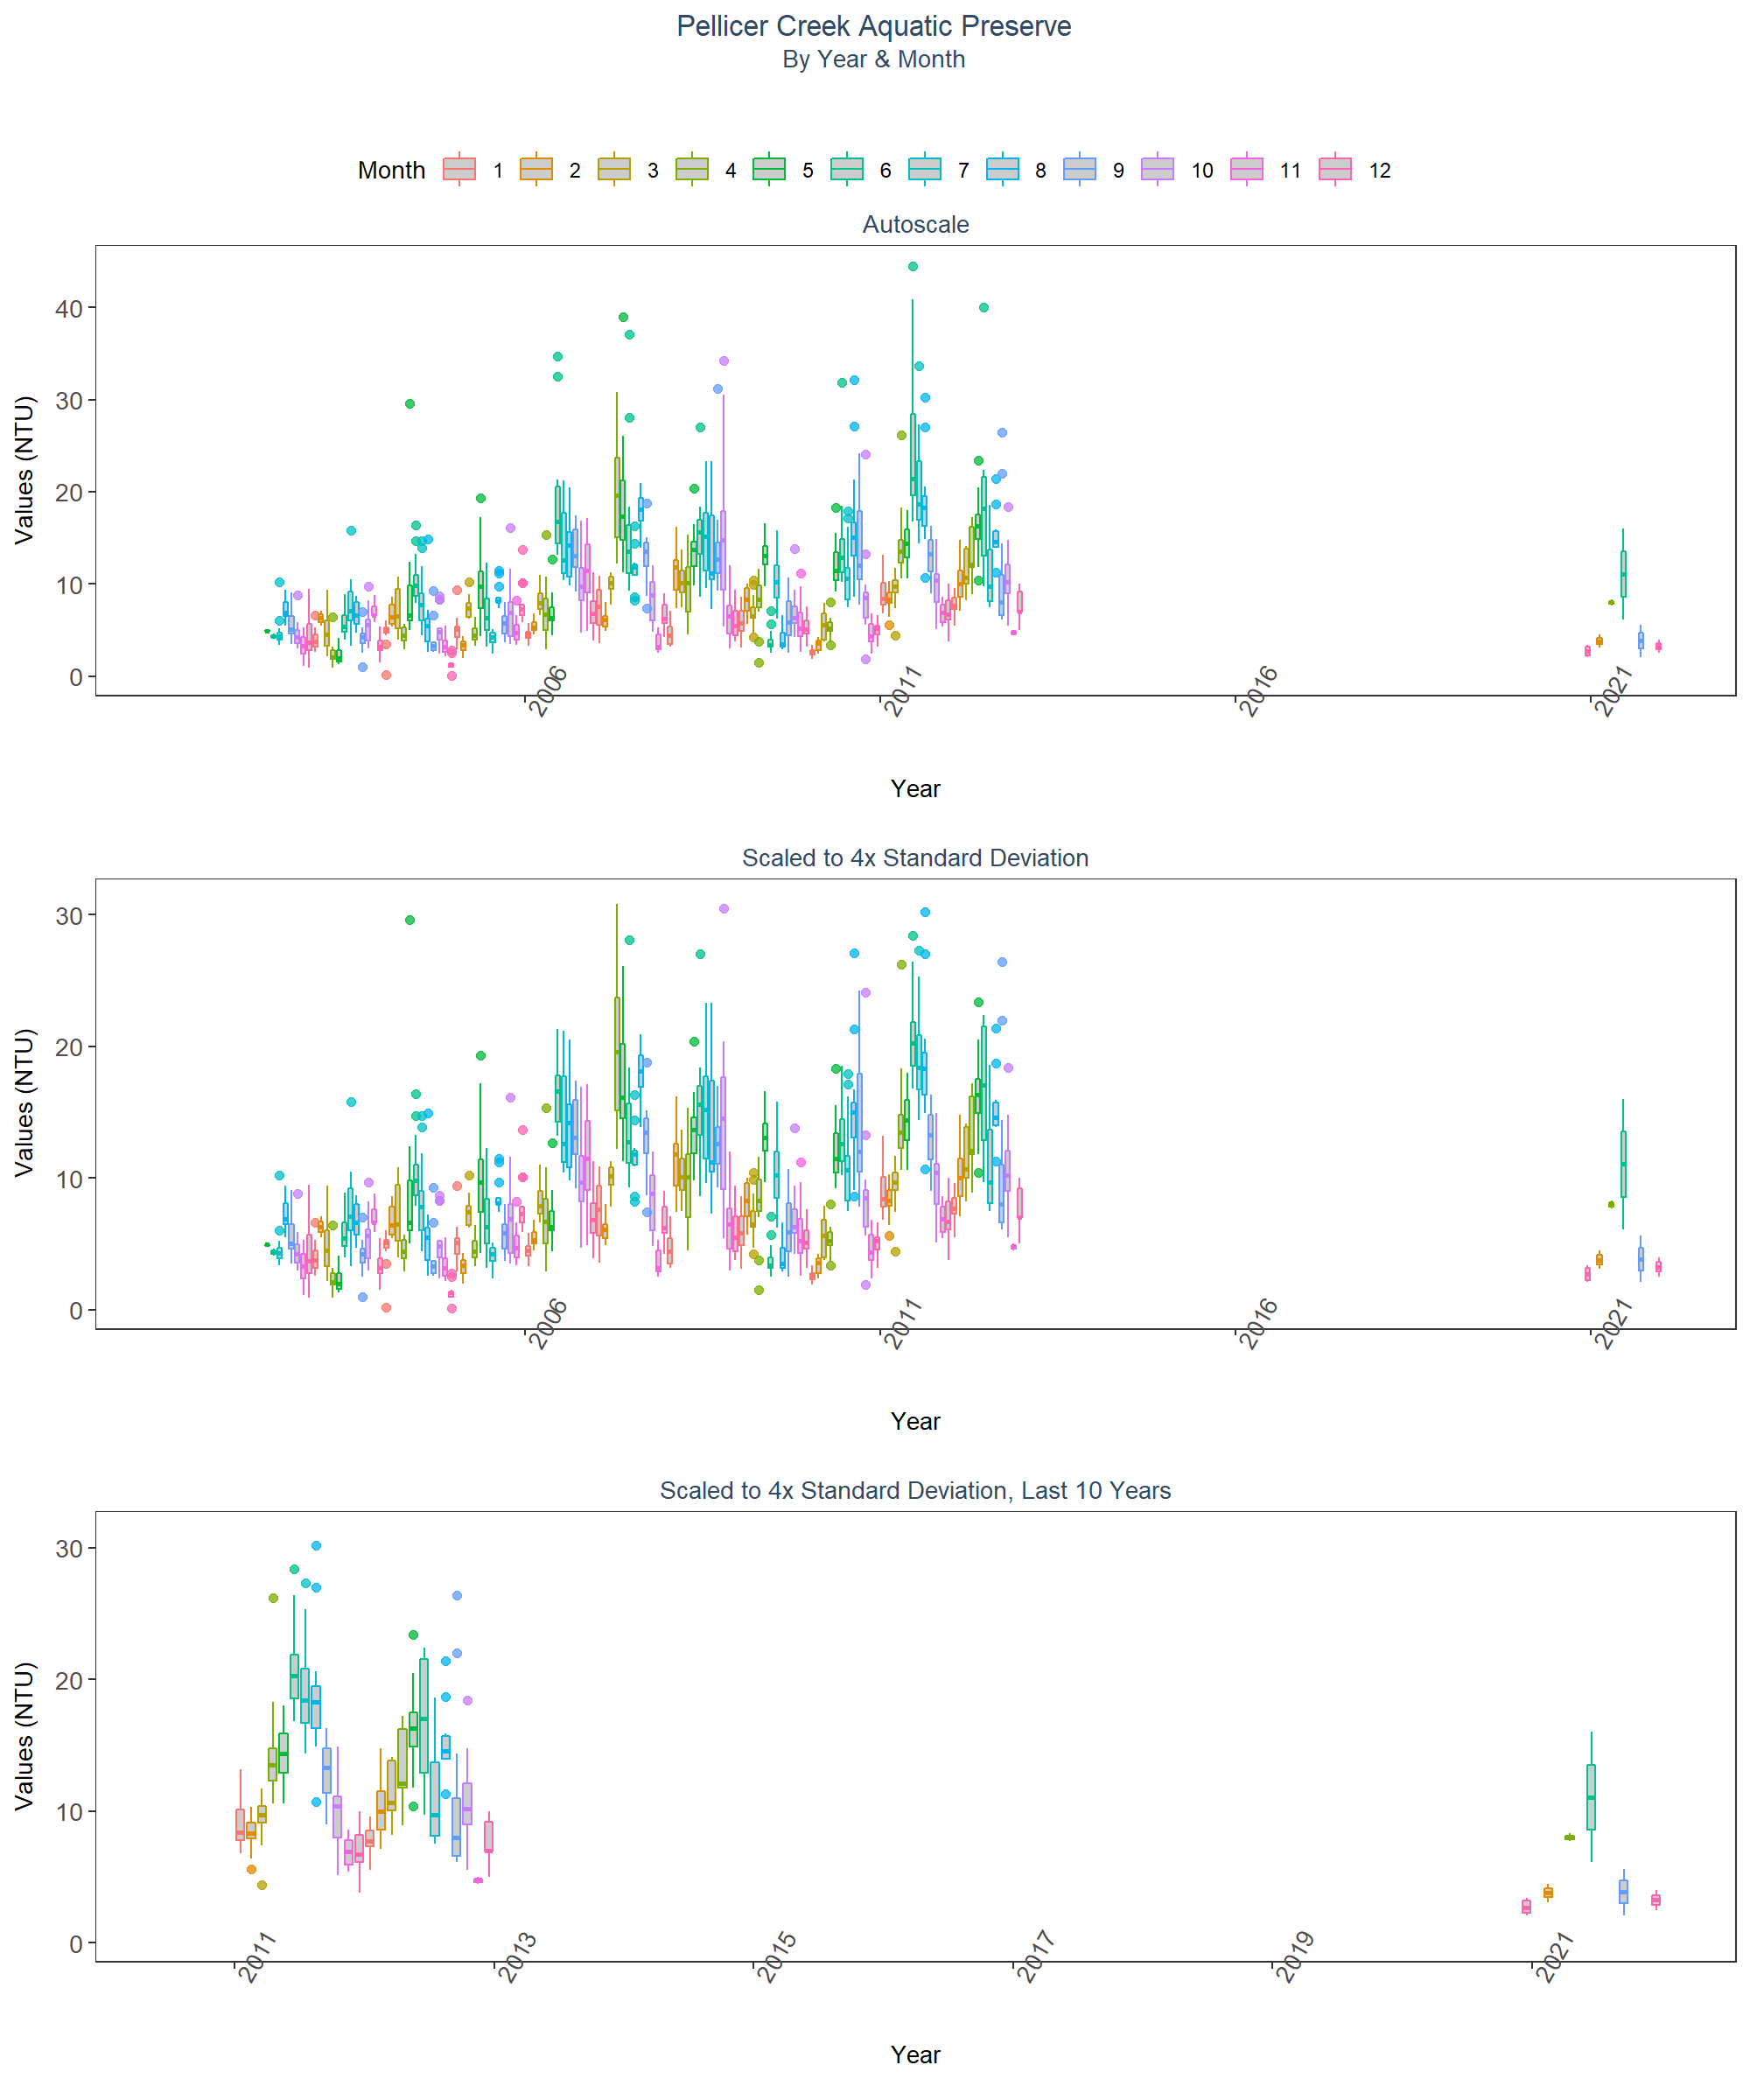 Pellicer Creek Aquatic Preserve
By Year & Month
Month 1 2 3 4 5 6 7 8 9 10 11 12
Autoscale
Values (NTU)
40
30
20
10
0
2006 2011 2016 2021
Year
Scaled to 4x Standard Deviation
Values (NTU)
30
20
10
0
2006 2011 2016 2021
Year
Scaled to 4x Standard Deviation, Last 10 Years
Values (NTU)
30
20
10
0
2011 2013 2015 2017 2019 2021
Year